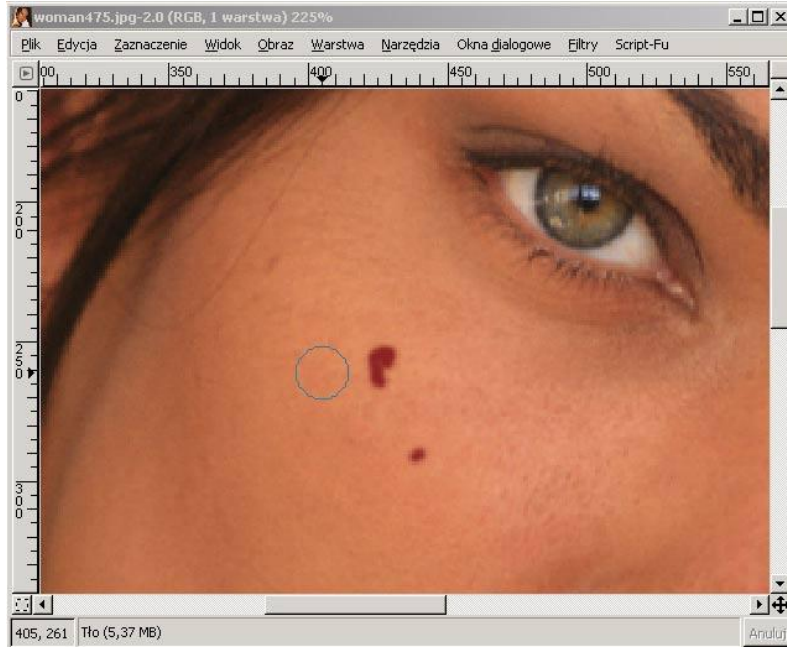 woman475.jpg-2.0 (RGB, 1 warstwa) 225%
Plik Edycja Zaznaczenie Widok Obraz Warstwa Narzędzia Okna dialogowe Filtry Script-Fu
00 350 400 450 500 550
0
200
250
300
405, 261 Tło (5,37 MB) Anuluj